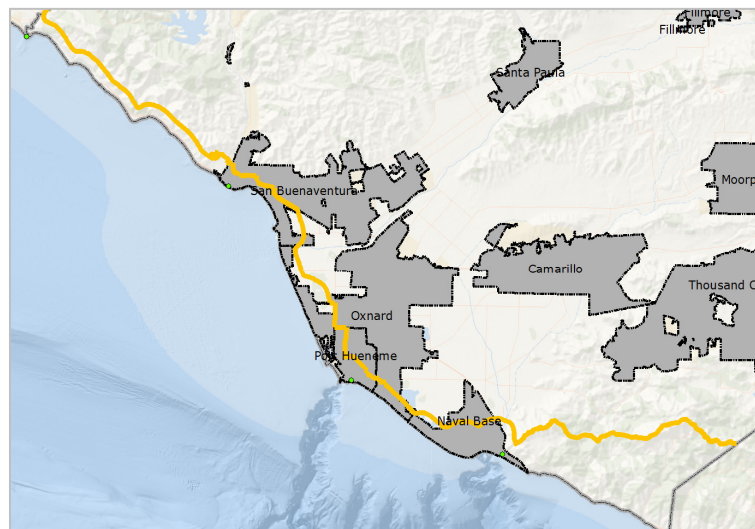 Fillmore
Fillmore
Santa Paula
Moorp
San Buenaventura
Camarillo
Thousand O
Oxnard
Port Hueneme
Naval Base